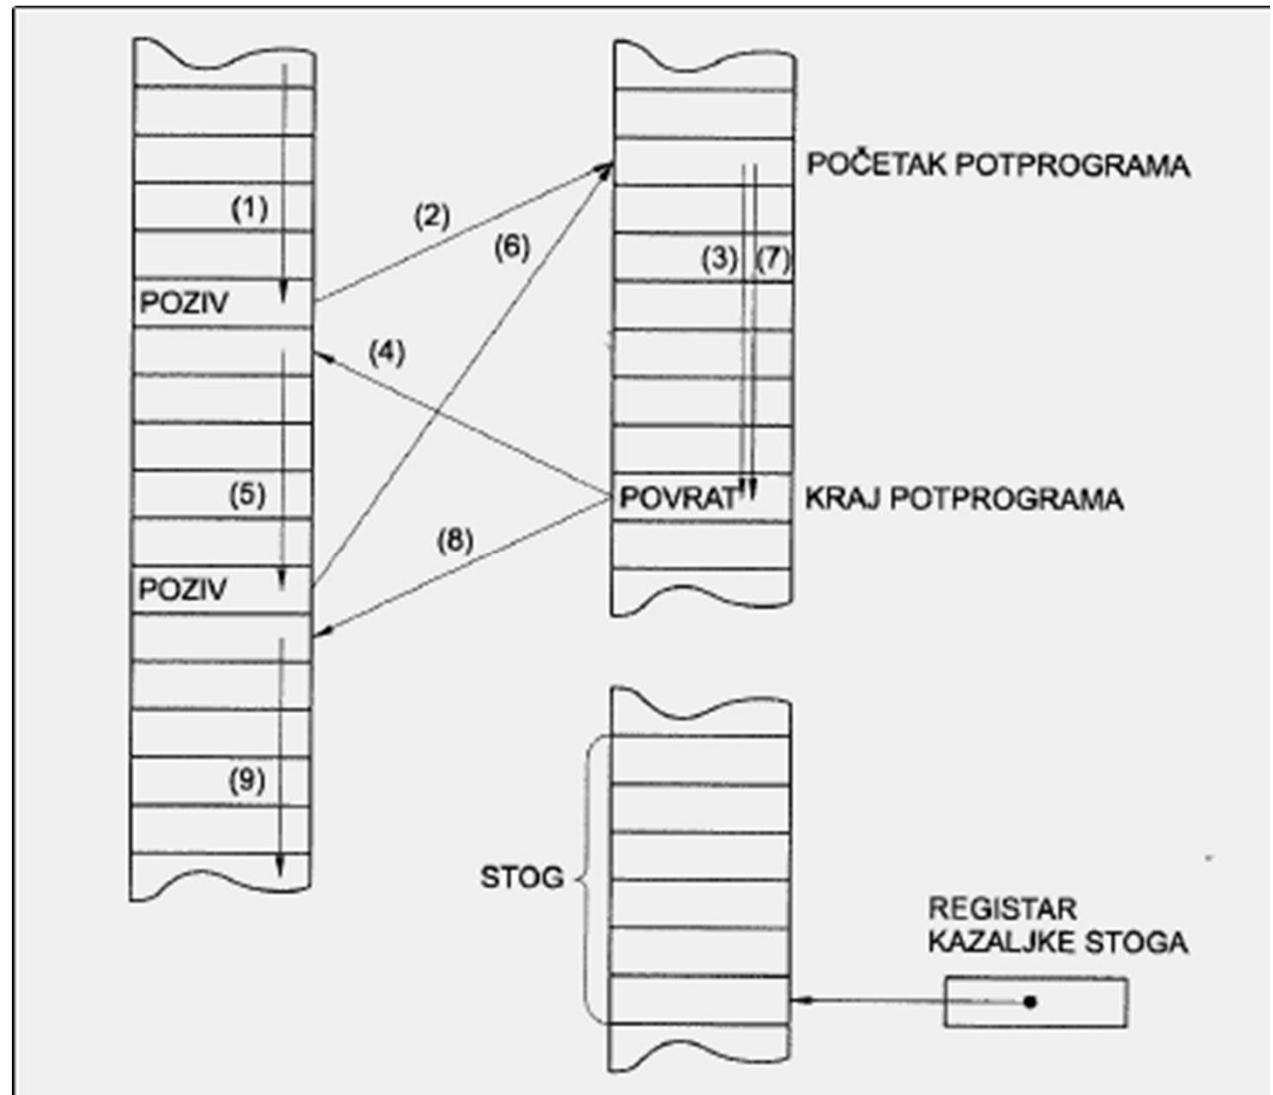 POČETAK POTPROGRAMA
(1)
(2)
(6)
(3)
(7)
POZIV
(4)
(5)
POVRAT
KRAJ POTPROGRAMA
(8)
POZIV
(9)
STOG
REGISTAR
KAZALJKE STOGA